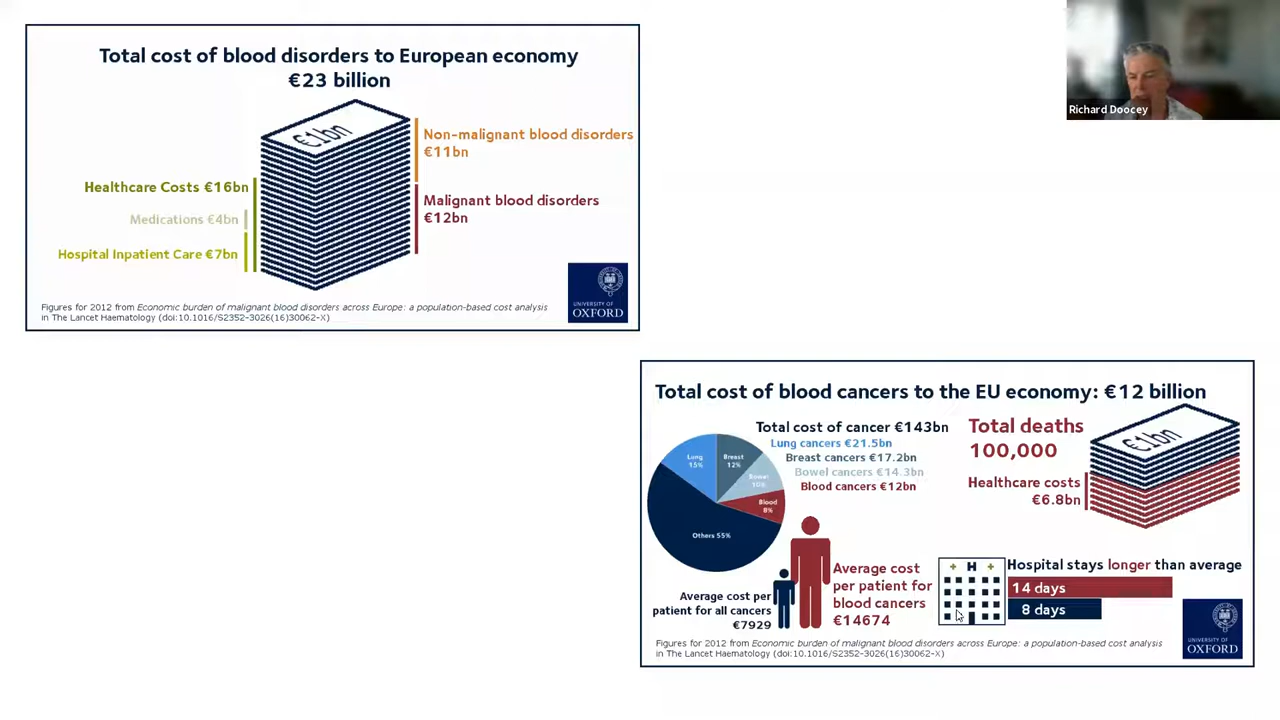 Total cost of blood disorders to European economy
€23 billion
€1bn
Non-malignant blood disorders
€11bn
Healthcare Costs €16bn
Malignant blood disorders
€12bn
Medications €4bn
Hospital Inpatient Care €7bn
Figures for 2012 from Economic burden of malignant blood disorders across Europe: a population-based cost analysis
in The Lancet Haematology (doi:10.1016/S2352-3026(16)30062-X)
UNIVERSITY OF
OXFORD
Richard Doocey
Total cost of blood cancers to the EU economy: €12 billion
Total cost of cancer €143bn
Lung cancers €21.5bn
Breast cancers €17.2bn
Bowel cancers €14.3bn
Blood cancers €12bn
Lung
15%
Breast
12%
Bowel
10%
Blood
8%
Others 55%
Total deaths
100,000
€1bn
Healthcare costs
€6.8bn
Average cost per
patient for all cancers
€7929
Average cost
per patient for
blood cancers
€14674
H
Hospital stays longer than average
14 days
8 days
Figures for 2012 from Economic burden of malignant blood disorders across Europe: a population-based cost analysis
in The Lancet Haematology (doi:10.1016/S2352-3026(16)30062-X)
UNIVERSITY OF
OXFORD